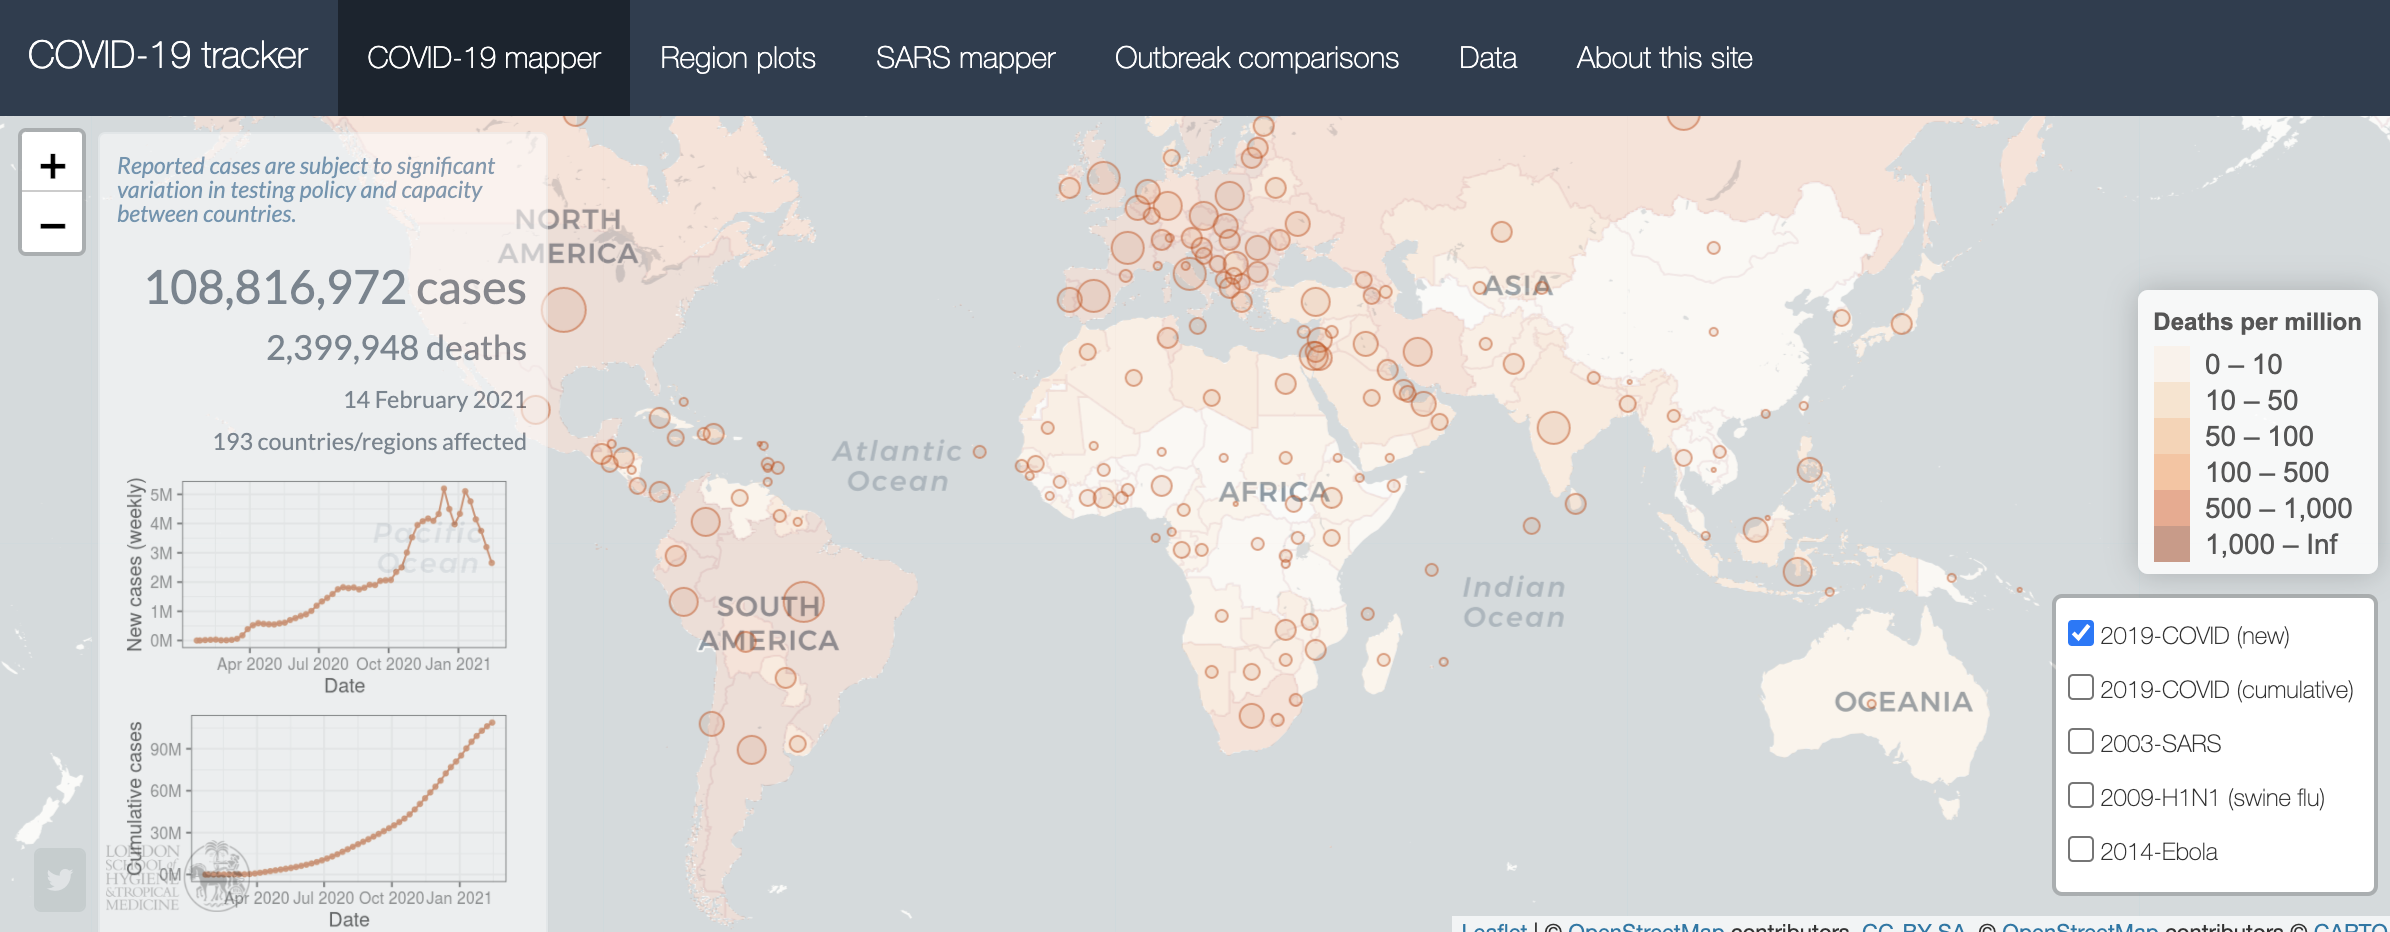 COVID-19 tracker
COVID-19 mapper
Region plots
SARS mapper
Outbreak comparisons
Data
About this site
+
−
Reported cases are subject to significant
variation in testing policy and capacity
between countries.
108,816,972 cases
2,399,948 deaths
14 February 2021
193 countries/regions affected
New cases (weekly)
5M
4M
3M
2M
1M
0M
Apr 2020 Jul 2020 Oct 2020 Jan 2021
Date
Cumulative cases
90M
60M
30M
0M
Apr 2020 Jul 2020 Oct 2020 Jan 2021
Date
LONDON
SCHOOL of
HYGIENE
&TROPICAL
MEDICINE
NORTH
AMERICA
Pacific
Ocean
Atlantic
Ocean
SOUTH
AMERICA
AFRICA
ASIA
Indian
Ocean
OCEANIA
Deaths per million
0 – 10
10 – 50
50 – 100
100 – 500
500 – 1,000
1,000 – Inf
2019-COVID (new)
2019-COVID (cumulative)
2003-SARS
2009-H1N1 (swine flu)
2014-Ebola
Leaflet | © OpenStreetMap contributors, CC-BY-SA, © OpenStreetMap contributors © CARTO